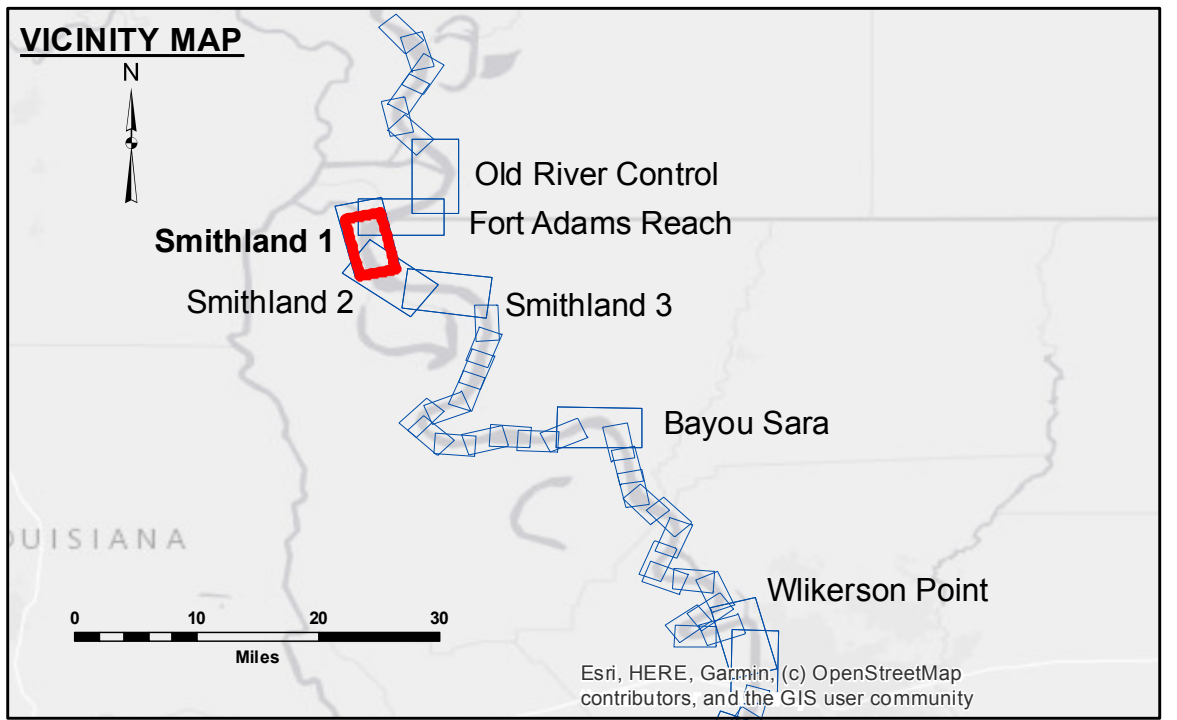 VICINITY MAP
N
Old River Control
Fort Adams Reach
Smithland 1
Smithland 2
Smithland 3
Bayou Sara
OUISIANA
Wlikerson Point
0 10 20 30
Miles
Esri, HERE, Garmin, (c) OpenStreetMap
contributors, and the GIS user community